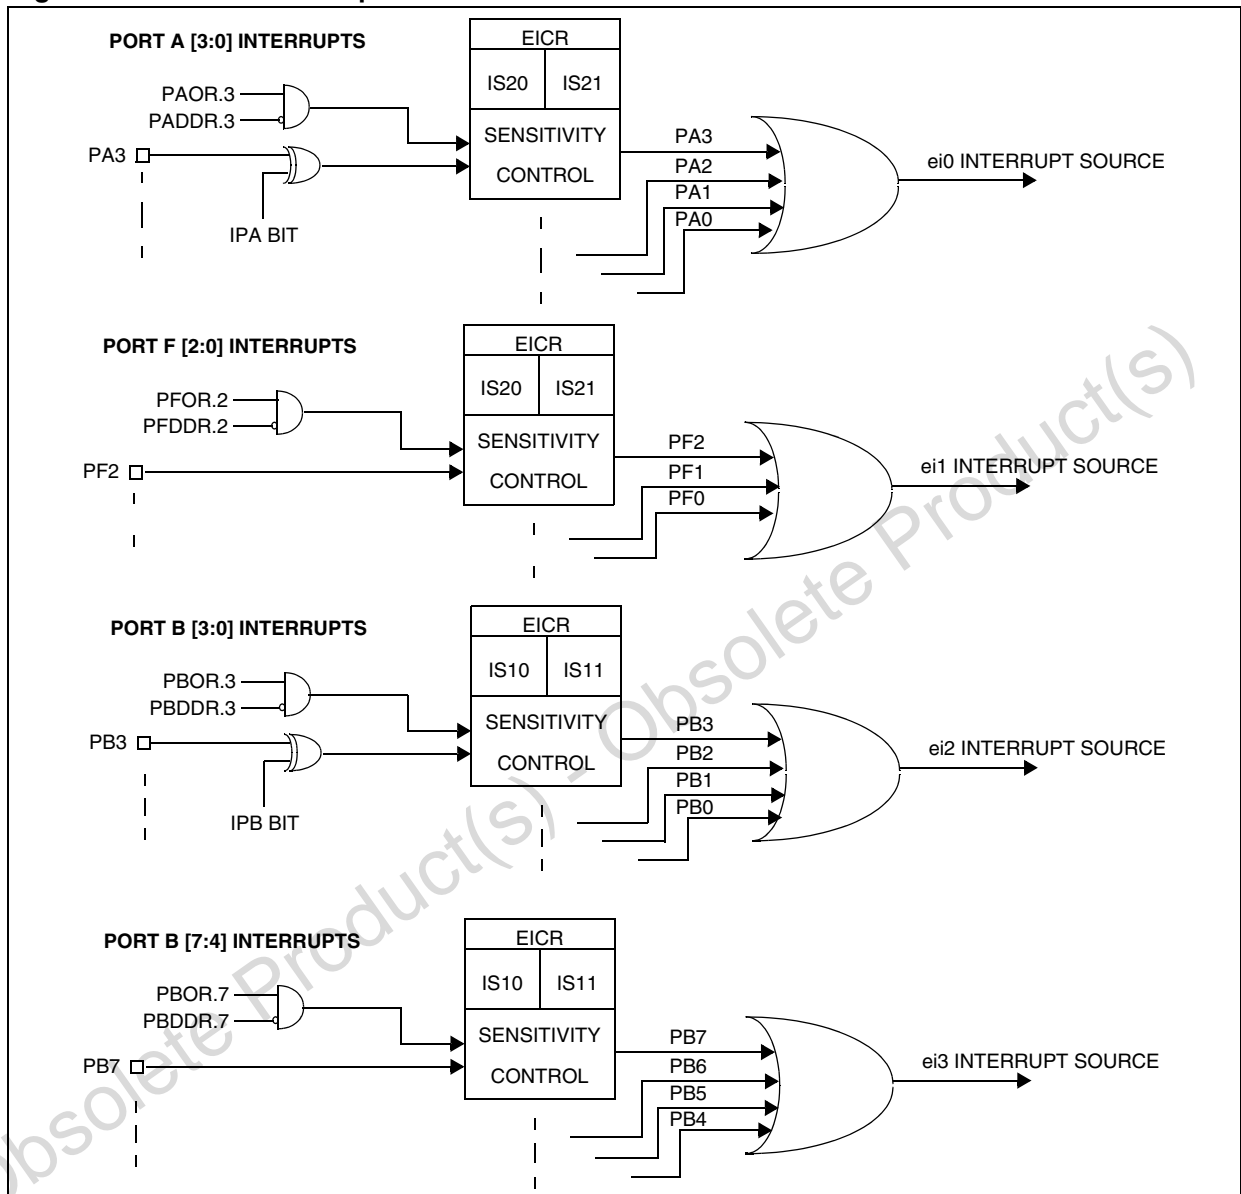 PORT A [3:0] INTERRUPTS
EICR
IS20 IS21
PAOR.3
PADDR.3
SENSITIVITY
CONTROL
PA3
IPA BIT
PA3
PA2
PA1
PA0
ei0 INTERRUPT SOURCE
PORT F [2:0] INTERRUPTS
EICR
IS20 IS21
PFOR.2
PFDDR.2
SENSITIVITY
CONTROL
PF2
PF2
PF1
PF0
ei1 INTERRUPT SOURCE
PORT B [3:0] INTERRUPTS
EICR
IS10 IS11
PBOR.3
PBDDR.3
SENSITIVITY
CONTROL
PB3
IPB BIT
PB3
PB2
PB1
PB0
ei2 INTERRUPT SOURCE
PORT B [7:4] INTERRUPTS
EICR
IS10 IS11
PBOR.7
PBDDR.7
SENSITIVITY
CONTROL
PB7
PB7
PB6
PB5
PB4
ei3 INTERRUPT SOURCE
Obsolete Product(s) - Obsolete Product(s)